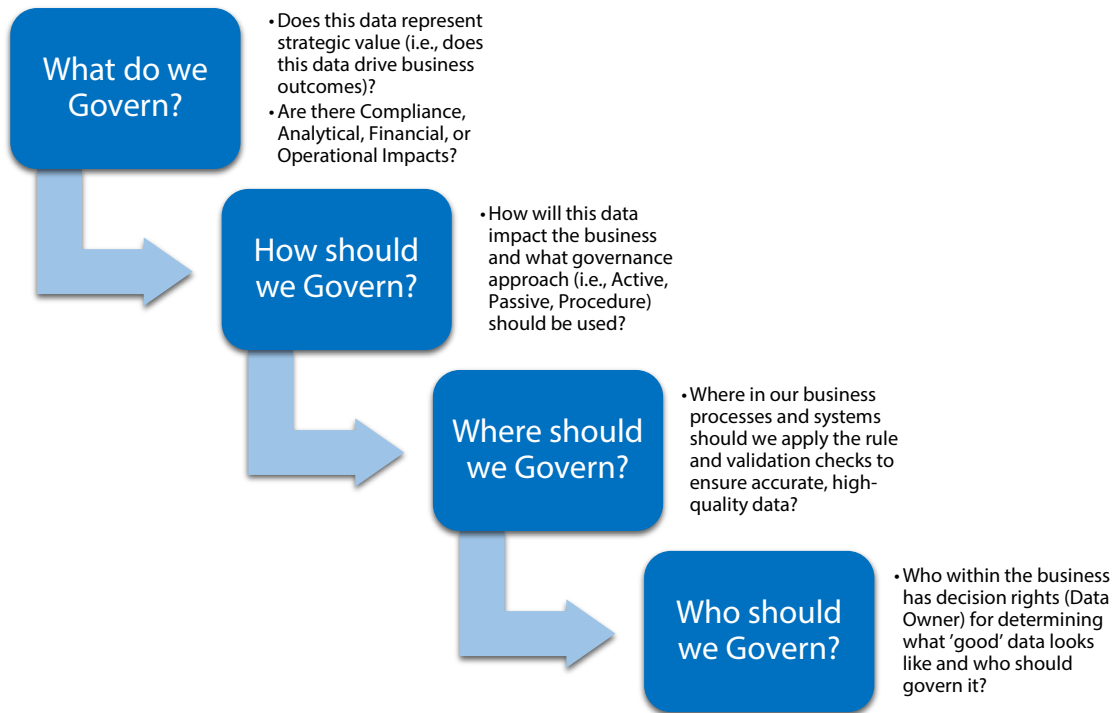 What do we
Govern?
• Does this data represent
strategic value (i.e., does
this data drive business
outcomes)?
• Are there Compliance,
Analytical, Financial, or
Operational Impacts?
How should
we Govern?
• How will this data
impact the business
and what governance
approach (i.e., Active,
Passive, Procedure)
should be used?
Where should
we Govern?
• Where in our business
processes and systems
should we apply the rule
and validation checks to
ensure accurate, high-
quality data?
Who should
we Govern?
• Who within the business
has decision rights (Data
Owner) for determining
what ’good’ data looks
like and who should
govern it?